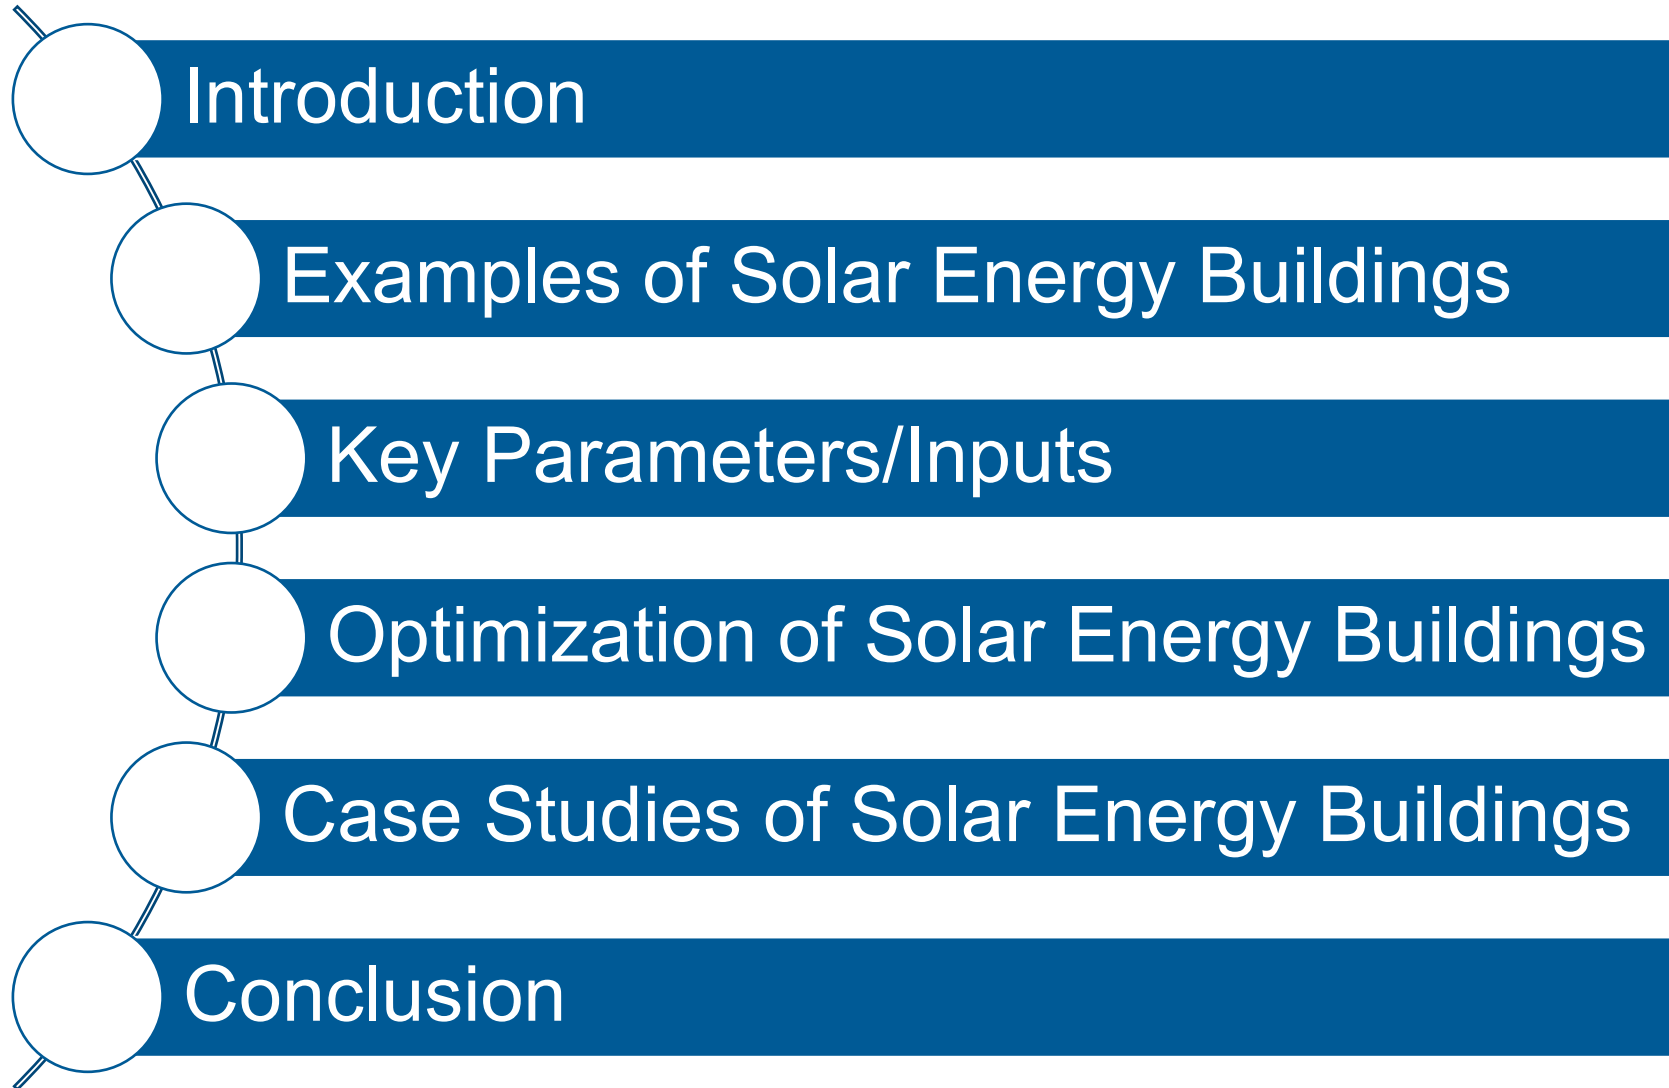 Introduction
Examples of Solar Energy Buildings
Key Parameters/Inputs
Optimization of Solar Energy Buildings
Case Studies of Solar Energy Buildings
Conclusion